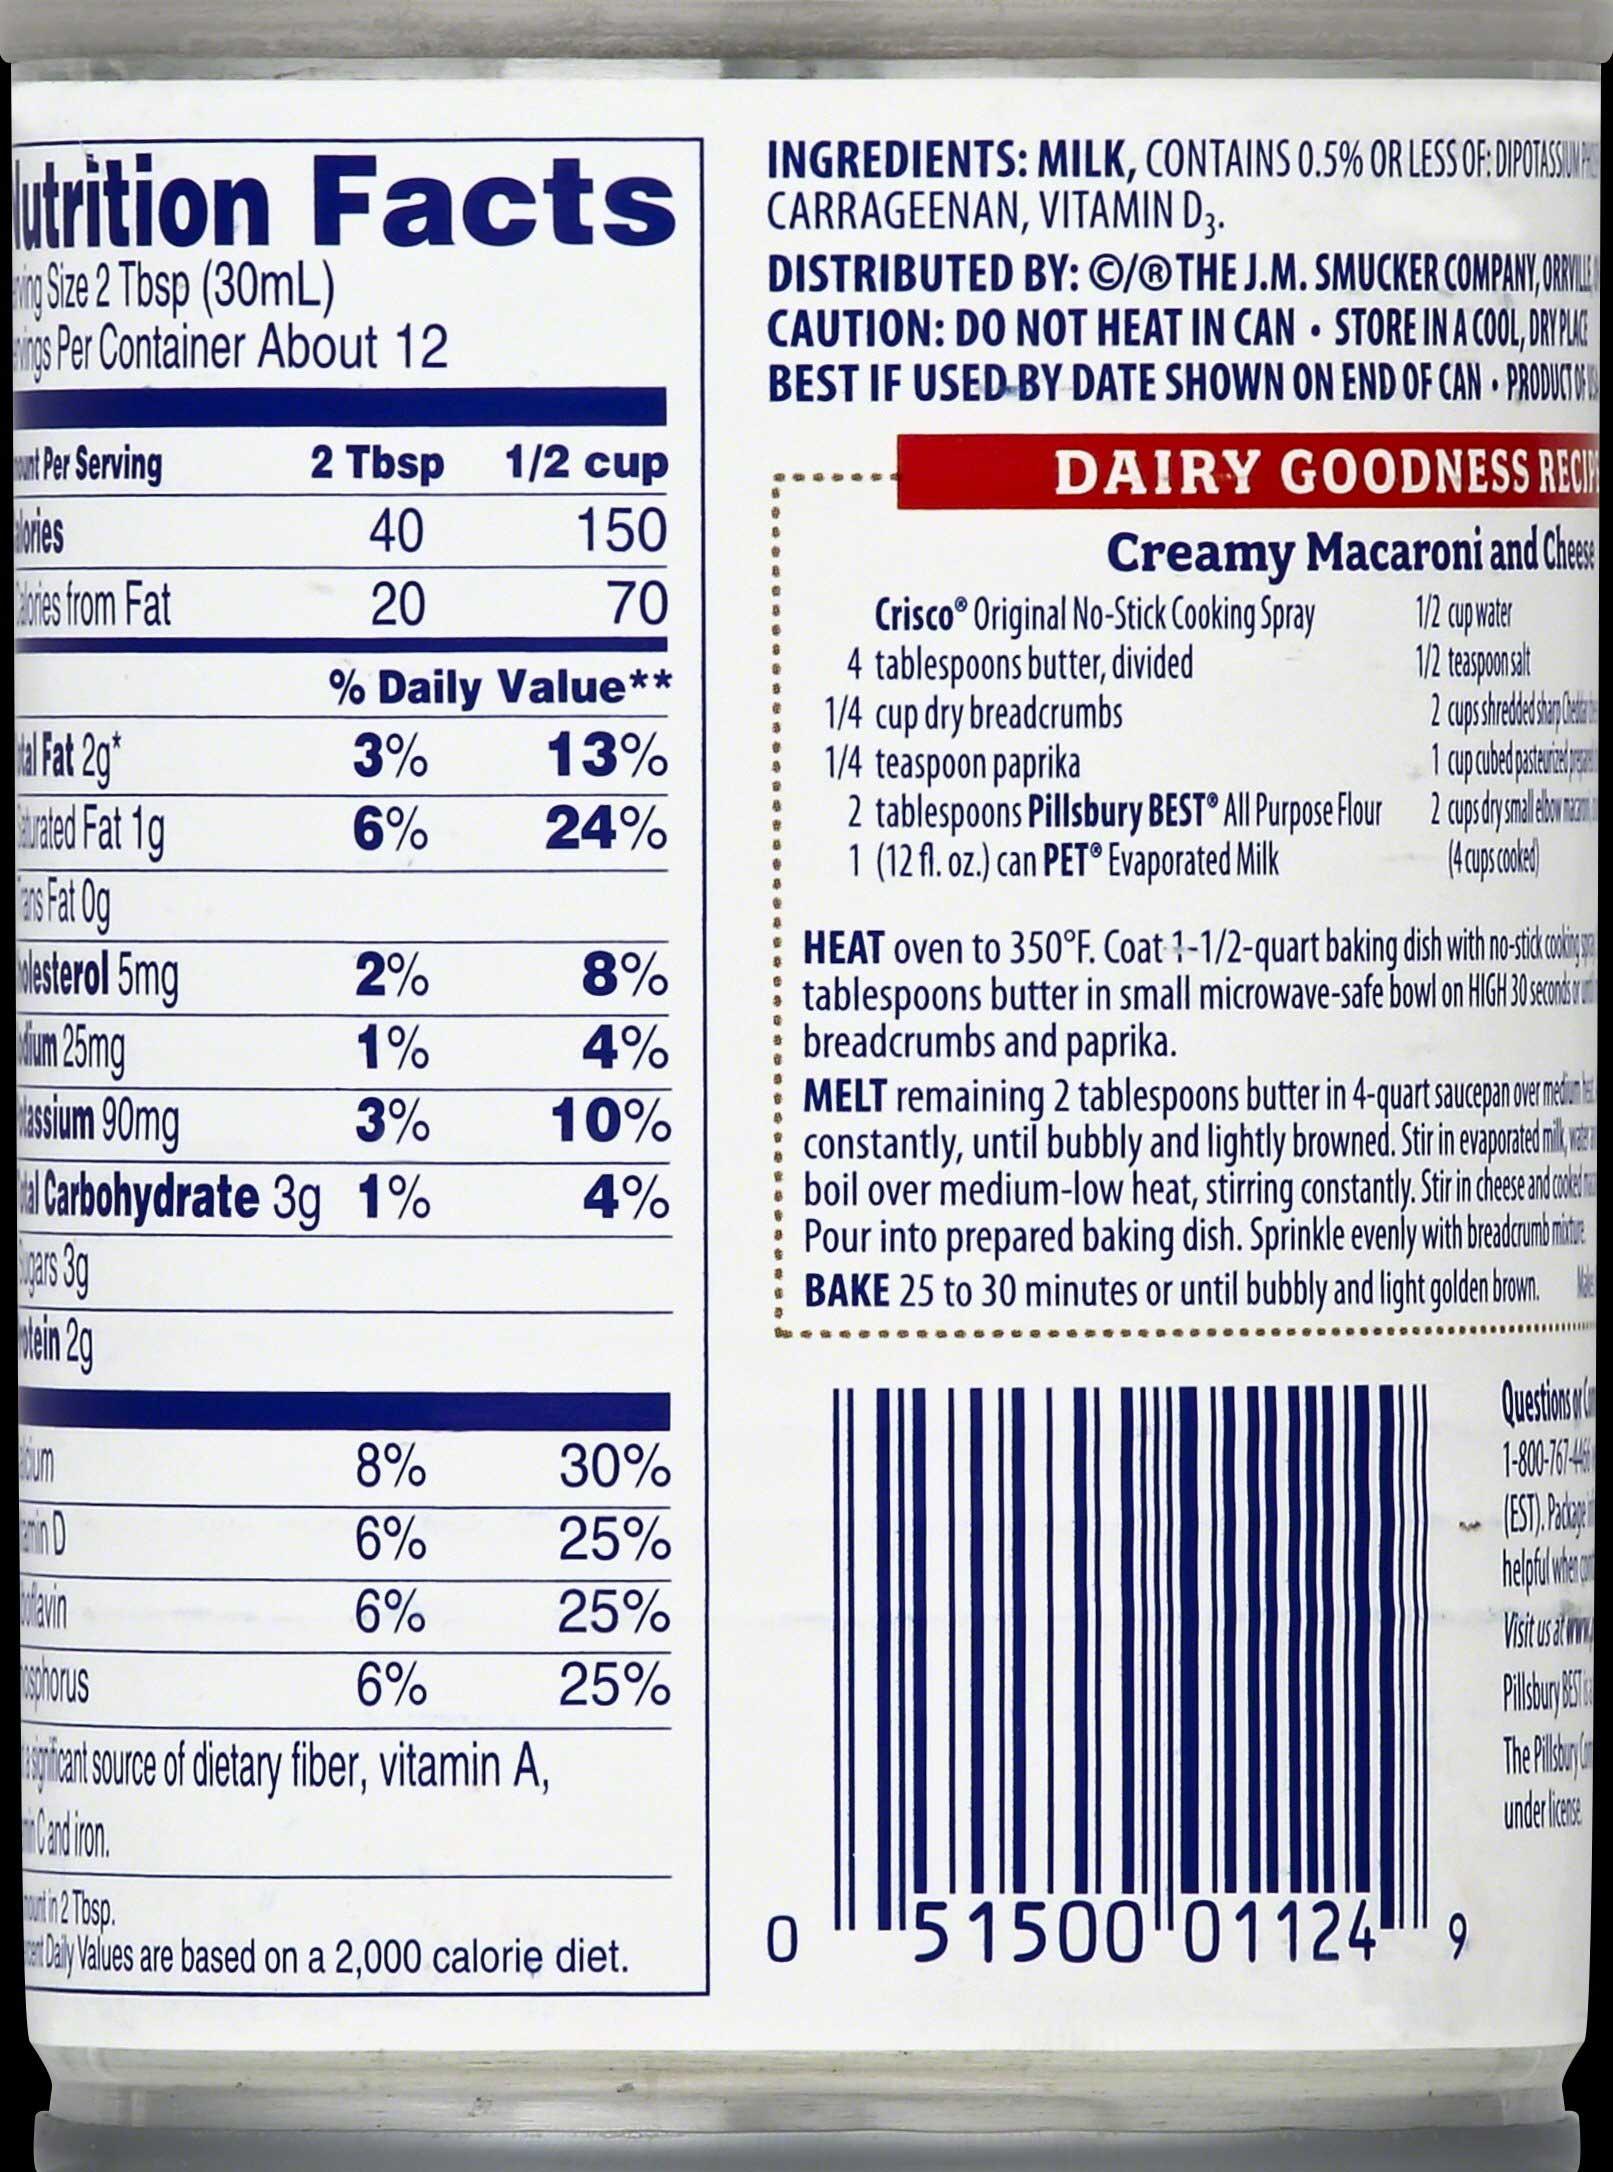 Nutrition Facts
Size 2 Tbsp (30mL)
Per Container About 12
Per Serving 2 Tbsp 1/2 cup
Calories 40 150
Calories from Fat 20 70
% Daily Value**
Total Fat 2g* 3% 13%
Saturated Fat 1g 6% 24%
Trans Fat 0g
Cholesterol 5mg 2% 8%
Sodium 25mg 1% 4%
Potassium 90mg 3% 10%
Total Carbohydrate 3g 1% 4%
Sugars 3g
Protein 2g
Calcium 8% 30%
Vitamin D 6% 25%
Riboflavin 6% 25%
Phosphorus 6% 25%
significant source of dietary fiber, vitamin A,
C and iron.
in 2 Tbsp.
Daily Values are based on a 2,000 calorie diet.
INGREDIENTS: MILK, CONTAINS 0.5% OR LESS OF: DIPOTASSIUM
CARRAGEENAN, VITAMIN D3.
DISTRIBUTED BY: ©/® THE J.M. SMUCKER COMPANY, ORRVILLE,
CAUTION: DO NOT HEAT IN CAN • STORE IN A COOL, DRY PLACE
BEST IF USED BY DATE SHOWN ON END OF CAN • PRODUCT OF
DAIRY GOODNESS
Creamy Macaroni and Cheese
Crisco® Original No-Stick Cooking Spray
4 tablespoons butter, divided
1/4 cup dry breadcrumbs
1/4 teaspoon paprika
2 tablespoons Pillsbury BEST® All Purpose Flour
1 (12 fl. oz.) can PET® Evaporated Milk
1/2 cup water
1/2 teaspoon salt
2 cups shredded sharp Cheddar
1 cup cubed pasteurized
2 cups dry small elbow
(4 cups cooked)
HEAT oven to 350°F. Coat 1-1/2-quart baking dish with no-stick cooking
tablespoons butter in small microwave-safe bowl on HIGH 30 seconds or
breadcrumbs and paprika.
MELT remaining 2 tablespoons butter in 4-quart saucepan over medium
constantly, until bubbly and lightly browned. Stir in evaporated milk, water
boil over medium-low heat, stirring constantly. Stir in cheese and cooked
Pour into prepared baking dish. Sprinkle evenly with breadcrumb mixture.
BAKE 25 to 30 minutes or until bubbly and light golden brown.
0 51500 01124 9
Questions or
1-800-767-4466
(EST). Package
helpful when
Visit us at www.
Pillsbury BEST
The Pillsbury
under license.